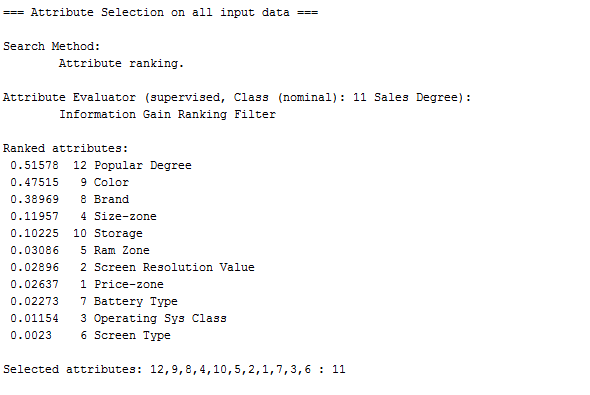 === Attribute Selection on all input data ===
Search Method:
Attribute ranking.
Attribute Evaluator (supervised, Class (nominal): 11 Sales Degree):
Information Gain Ranking Filter
Ranked attributes:
0.51578 12 Popular Degree
0.47515 9 Color
0.38969 8 Brand
0.11957 4 Size-zone
0.10225 10 Storage
0.03086 5 Ram Zone
0.02896 2 Screen Resolution Value
0.02637 1 Price-zone
0.02273 7 Battery Type
0.01154 3 Operating Sys Class
0.0023 6 Screen Type
Selected attributes: 12,9,8,4,10,5,2,1,7,3,6 : 11